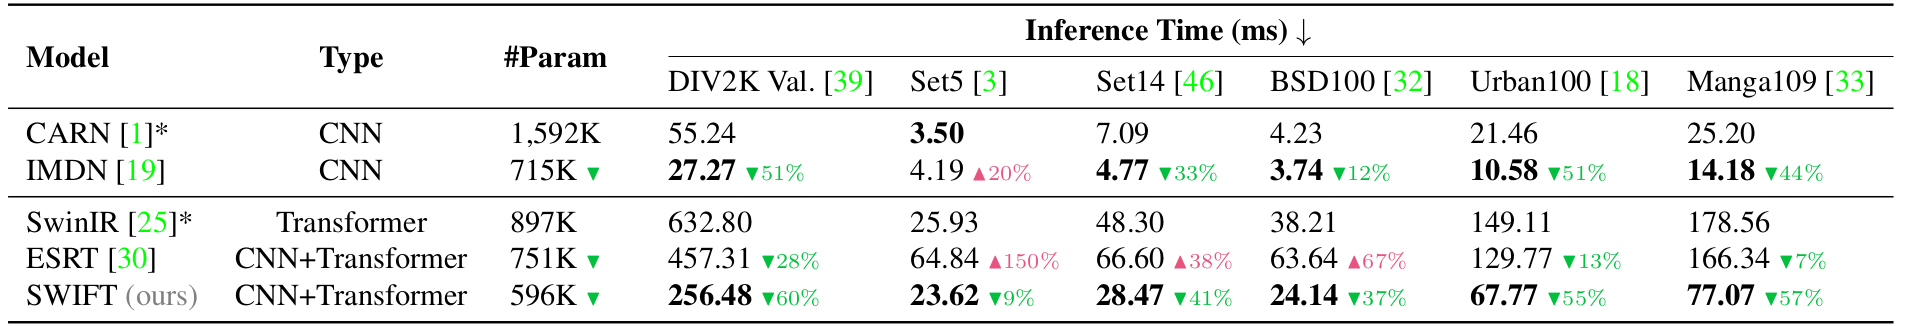 Model Type #Param Inference Time (ms) ↓
DIV2K Val. [39] Set5 [3] Set14 [46] BSD100 [32] Urban100 [18] Manga109 [33]
CARN [1]* CNN 1,592K 55.24 3.50 7.09 4.23 21.46 25.20
IMDN [19] CNN 715K ▼ 27.27 ▼51% 4.19 ▲20% 4.77 ▼33% 3.74 ▼12% 10.58 ▼51% 14.18 ▼44%
SwinIR [25]* Transformer 897K 632.80 25.93 48.30 38.21 149.11 178.56
ESRT [30] CNN+Transformer 751K ▼ 457.31 ▼28% 64.84 ▲150% 66.60 ▲38% 63.64 ▲67% 129.77 ▼13% 166.34 ▼7%
SWIFT (ours) CNN+Transformer 596K ▼ 256.48 ▼60% 23.62 ▼9% 28.47 ▼41% 24.14 ▼37% 67.77 ▼55% 77.07 ▼57%